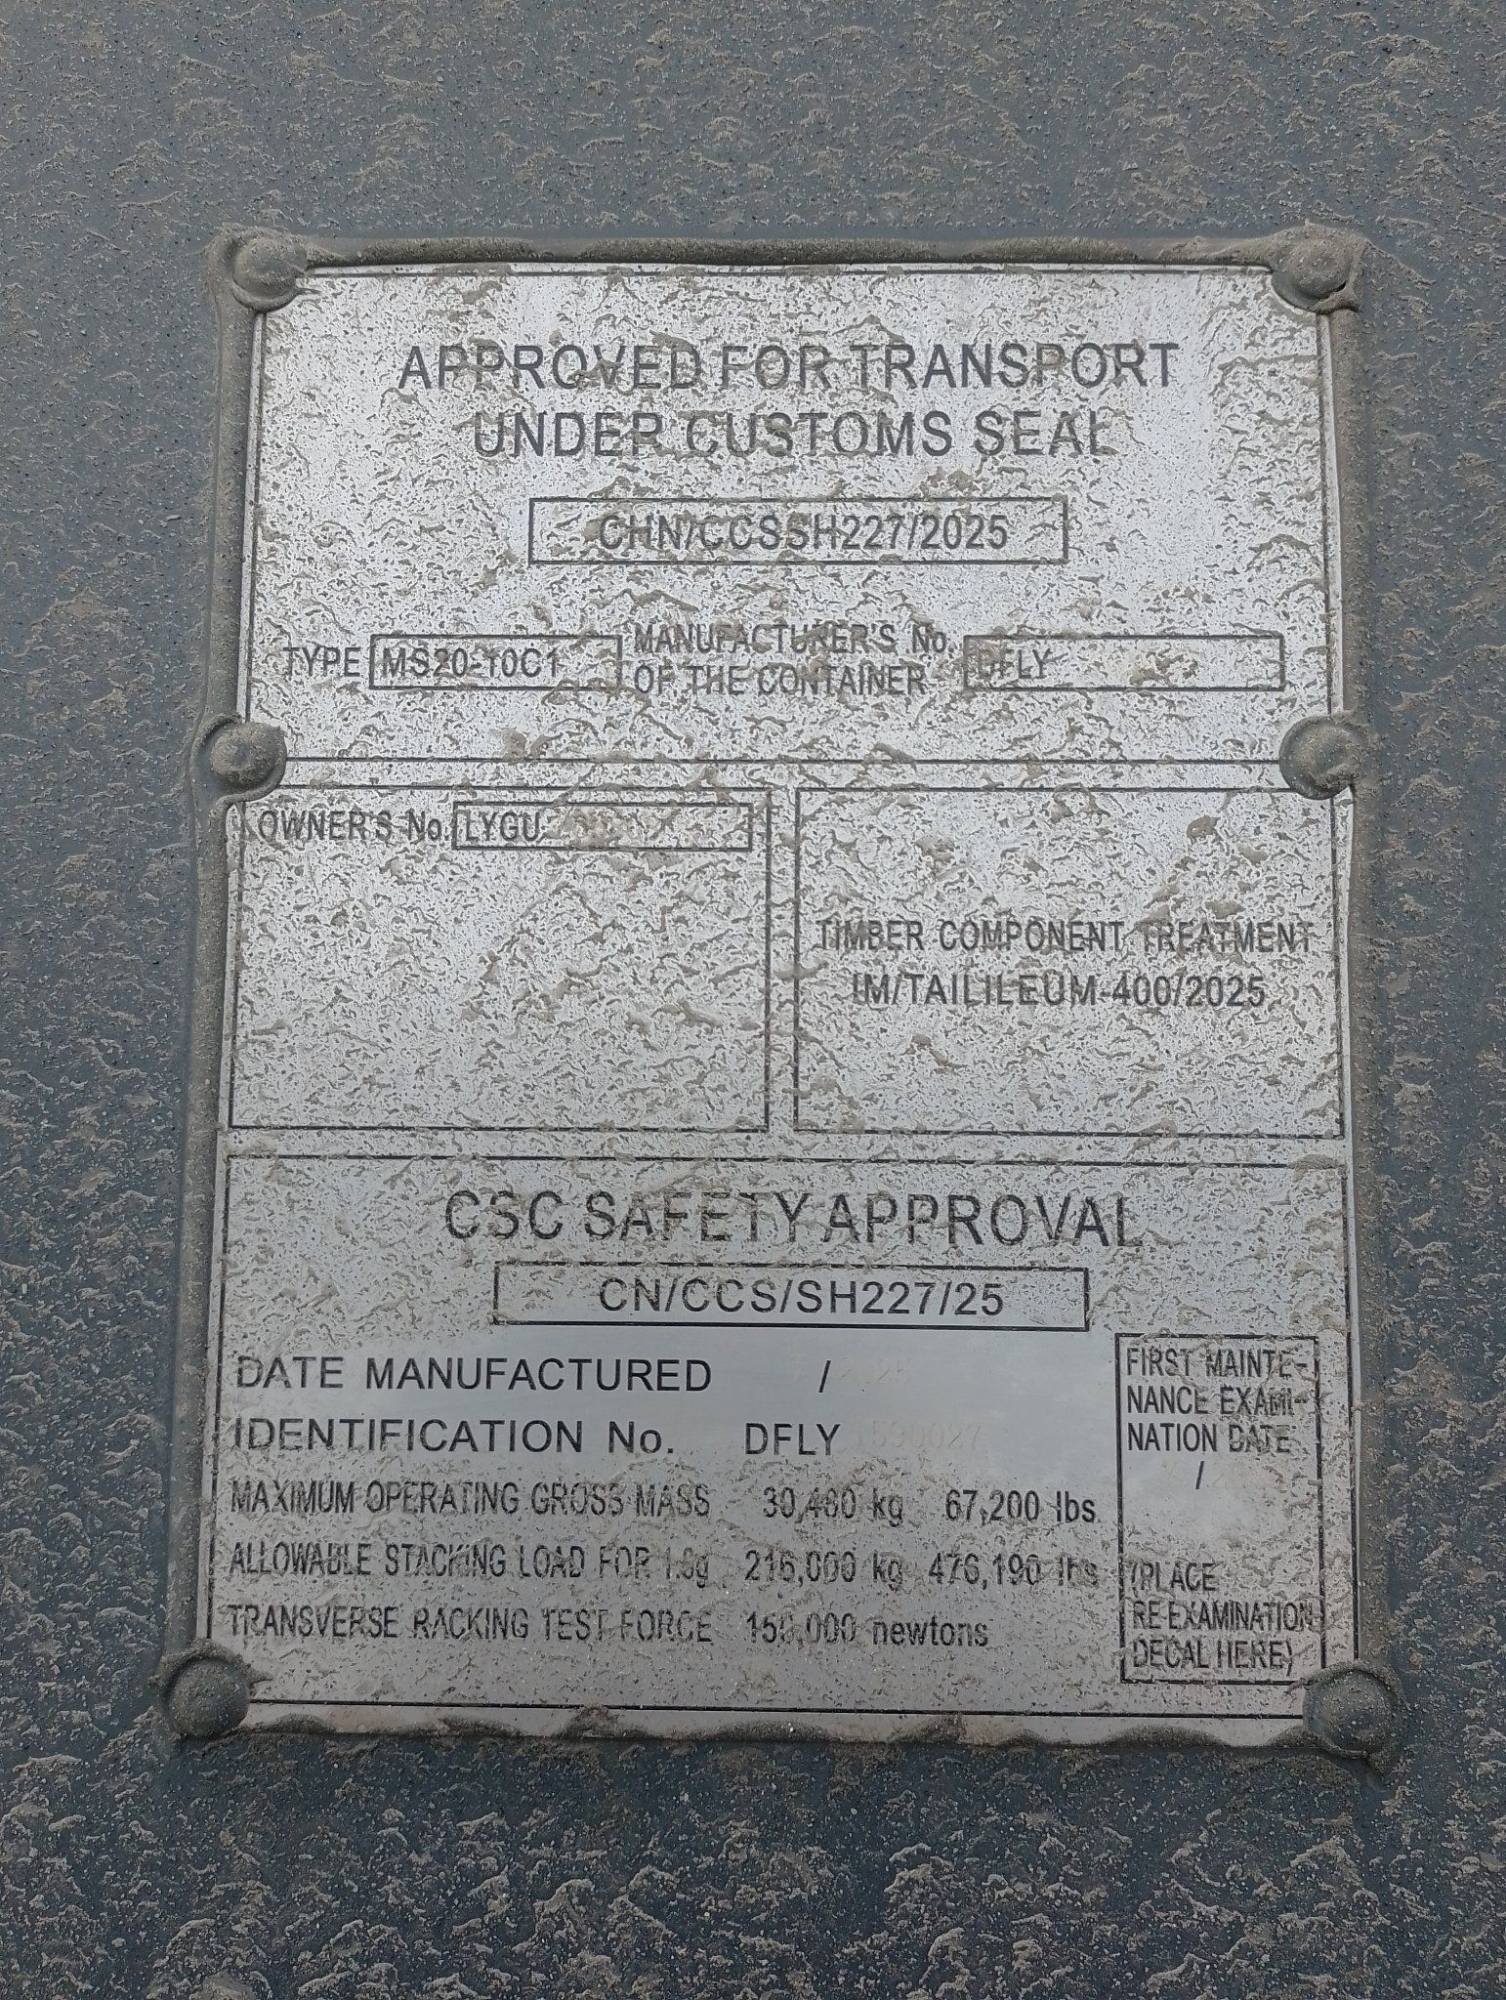 APPROVED FOR TRANSPORT
UNDER CUSTOMS SEAL
CHN/CCSSH227/2025
TYPE MS20-10C1
MANUFACTURER'S No.
OF THE CONTAINER
DFLY
OWNER'S No. LYGU
TIMBER COMPONENT TREATMENT
IM/TAILILEUM-400/2025
CSC SAFETY APPROVAL
CN/CCS/SH227/25
DATE MANUFACTURED /
IDENTIFICATION No. DFLY
MAXIMUM OPERATING GROSS MASS 30,480 kg 67,200 lbs
ALLOWABLE STACKING LOAD FOR 1.8g 216,000 kg 476,190 lbs
TRANSVERSE RACKING TEST FORCE 150,000 newtons
FIRST MAINTE-
NANCE EXAMI-
NATION DATE
/
(PLACE
RE-EXAMINATION
DECAL HERE)